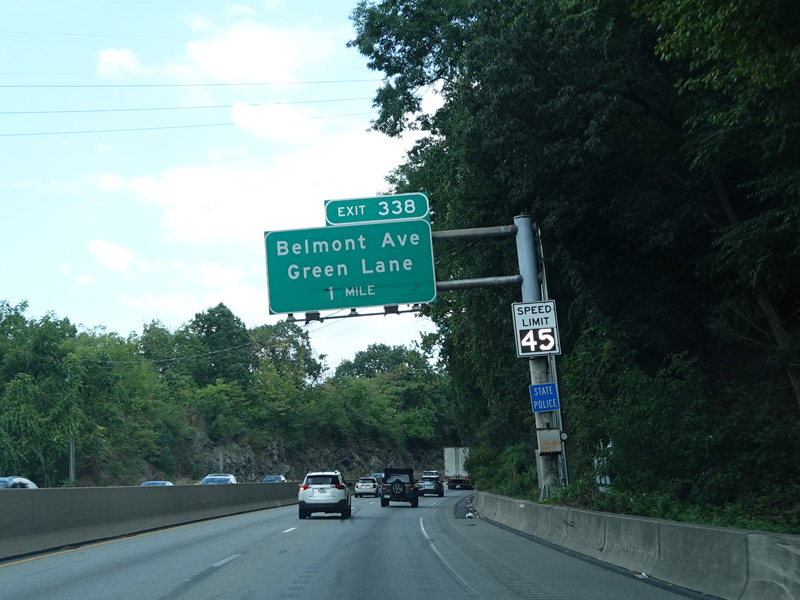 EXIT 338
Belmont Ave
Green Lane
1 MILE
SPEED
LIMIT
45
STATE
POLICE